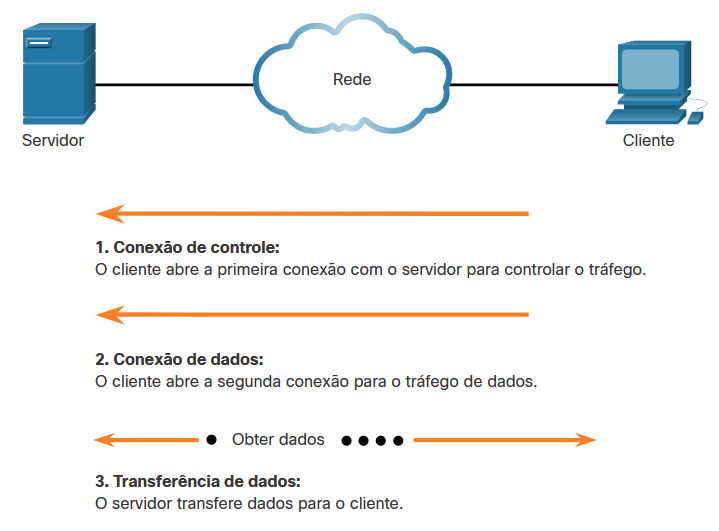 Rede
Servidor
Cliente
1. Conexão de controle:
O cliente abre a primeira conexão com o servidor para controlar o tráfego.
2. Conexão de dados:
O cliente abre a segunda conexão para o tráfego de dados.
Obter dados
3. Transferência de dados:
O servidor transfere dados para o cliente.